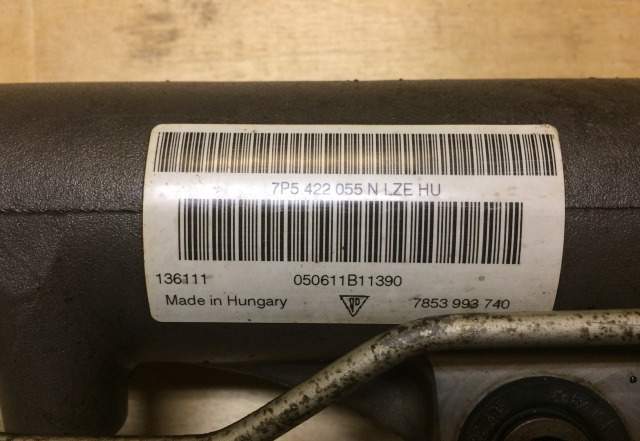 7P5 422 055 N LZE HU
136111 050611B11390
Made in Hungary 7853 993 740